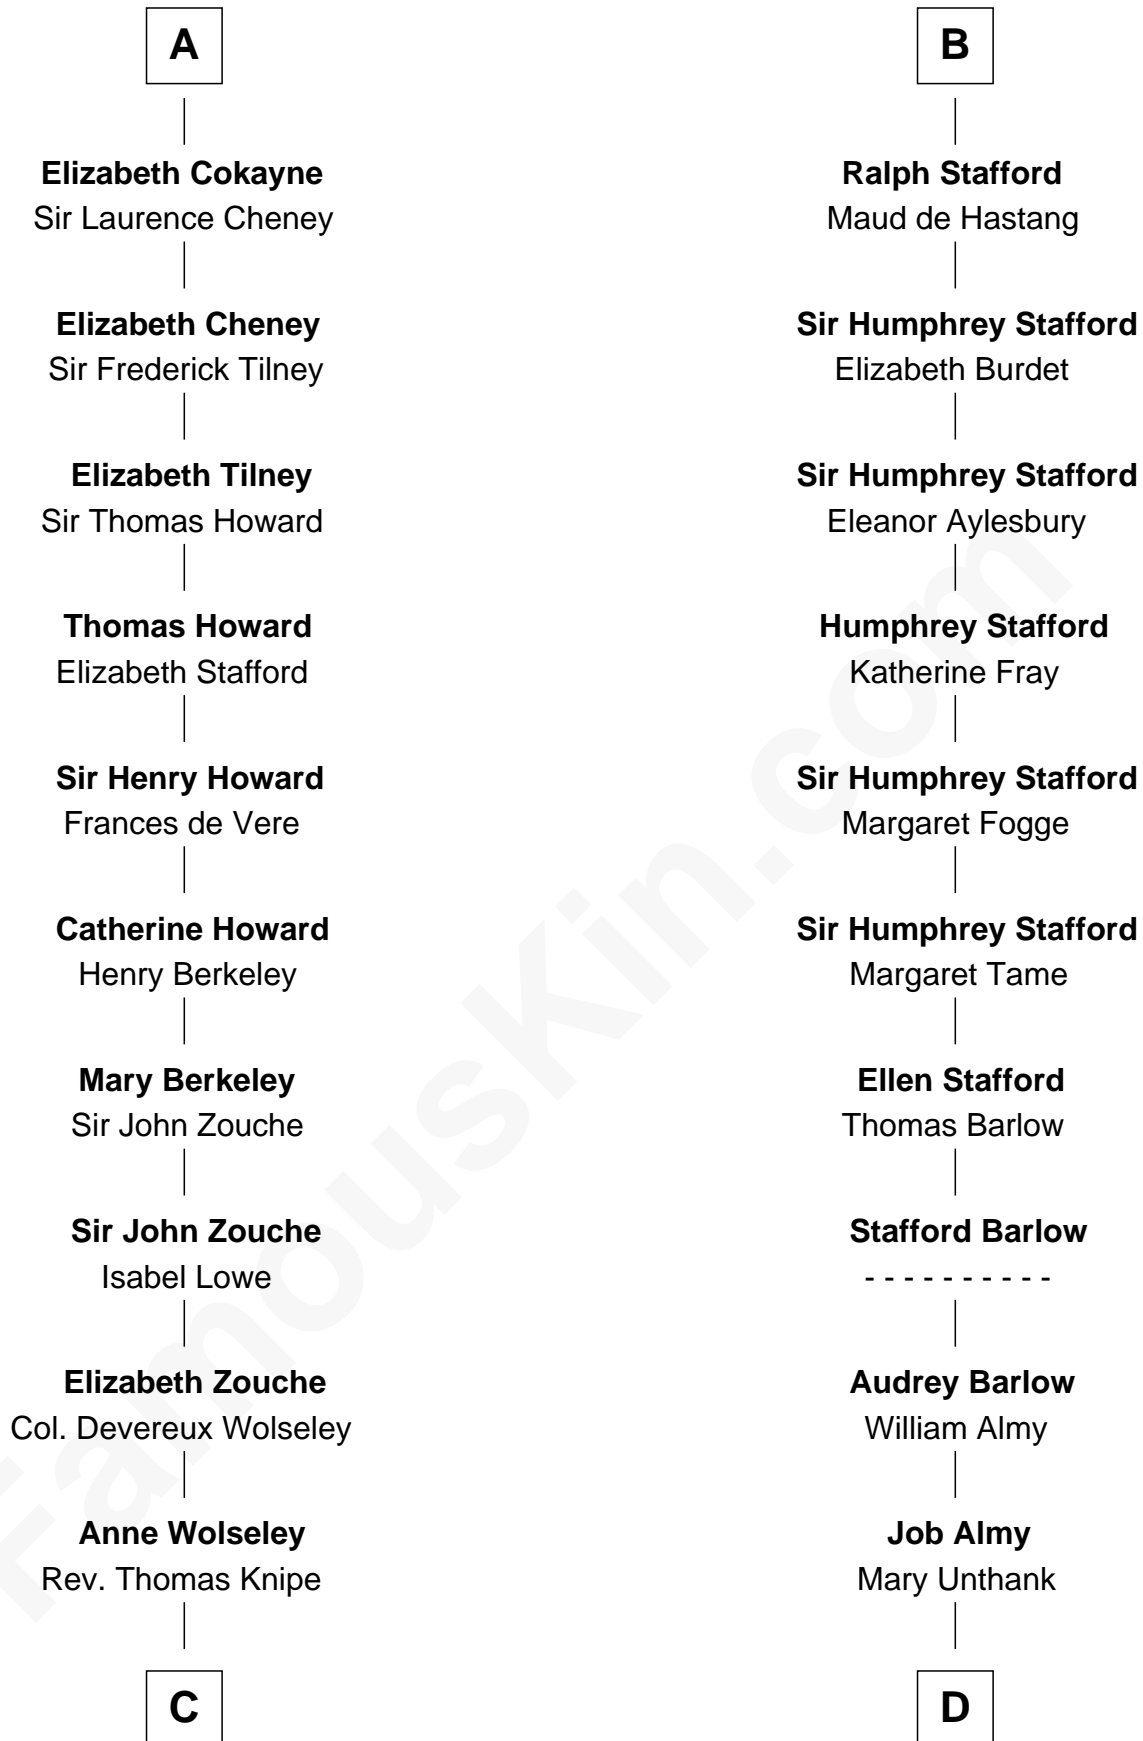 A
Elizabeth Cokayne
Sir Laurence Cheney
Elizabeth Cheney
Sir Frederick Tilney
Elizabeth Tilney
Sir Thomas Howard
Thomas Howard
Elizabeth Stafford
Sir Henry Howard
Frances de Vere
Catherine Howard
Henry Berkeley
Mary Berkeley
Sir John Zouche
Sir John Zouche
Isabel Lowe
Elizabeth Zouche
Col. Devereux Wolseley
Anne Wolseley
Rev. Thomas Knipe
C
B
Ralph Stafford
Maud de Hastang
Sir Humphrey Stafford
Elizabeth Burdet
Sir Humphrey Stafford
Eleanor Aylesbury
Humphrey Stafford
Katherine Fray
Sir Humphrey Stafford
Margaret Fogge
Sir Humphrey Stafford
Margaret Tame
Ellen Stafford
Thomas Barlow
Stafford Barlow
- - - - - - - - - -
Audrey Barlow
William Almy
Job Almy
Mary Unthank
D
FamousKin.com